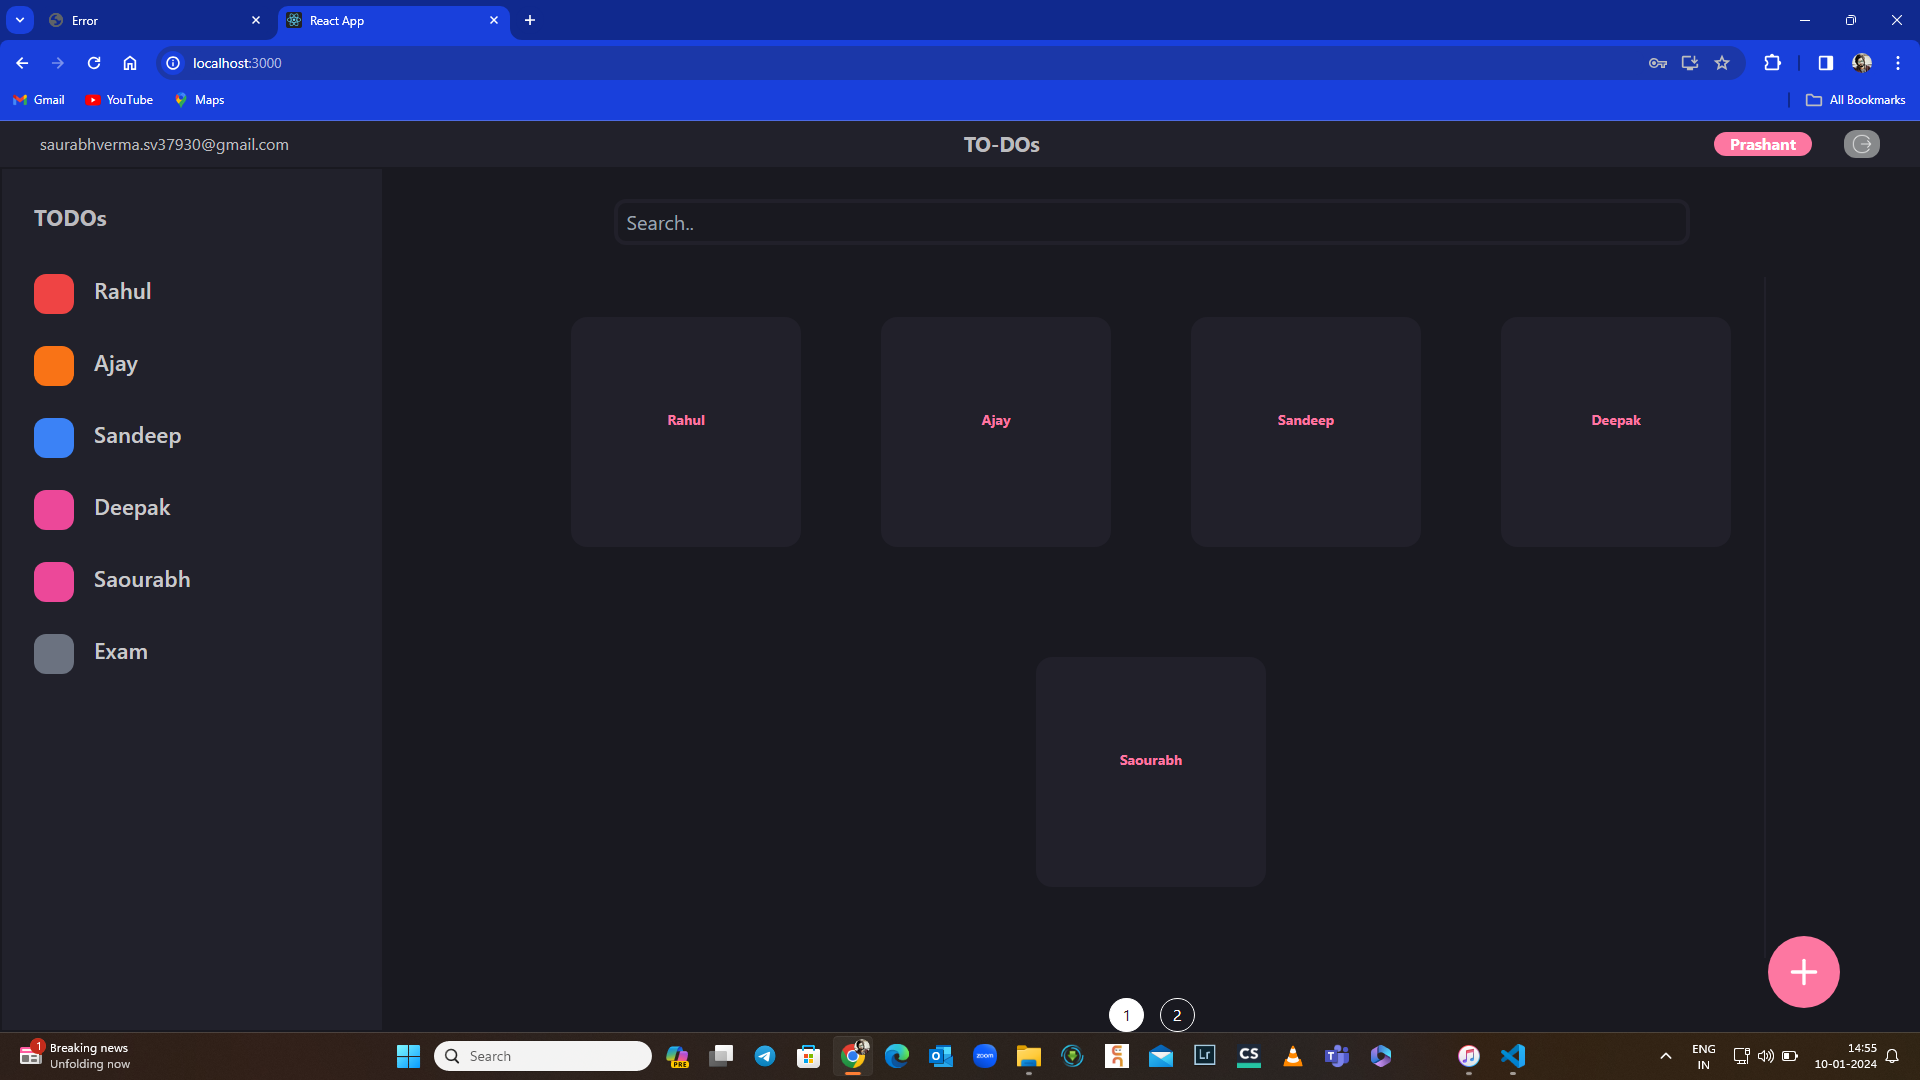 Error
React App
localhost:3000
Gmail
YouTube
Maps
All Bookmarks
saurabhverma.sv37930@gmail.com
TO-DOs
Prashant
TODOs
Rahul
Ajay
Sandeep
Deepak
Saourabh
Exam
Search..
Rahul
Ajay
Sandeep
Deepak
Saourabh
1
2
1
Breaking news
Unfolding now
Search
PRE
zoom
Lr
CS
ENG
IN
14:55
10-01-2024